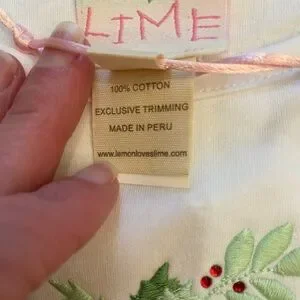 LIME
100% COTTON
EXCLUSIVE TRIMMING
MADE IN PERU
www.lemonloveslime.com